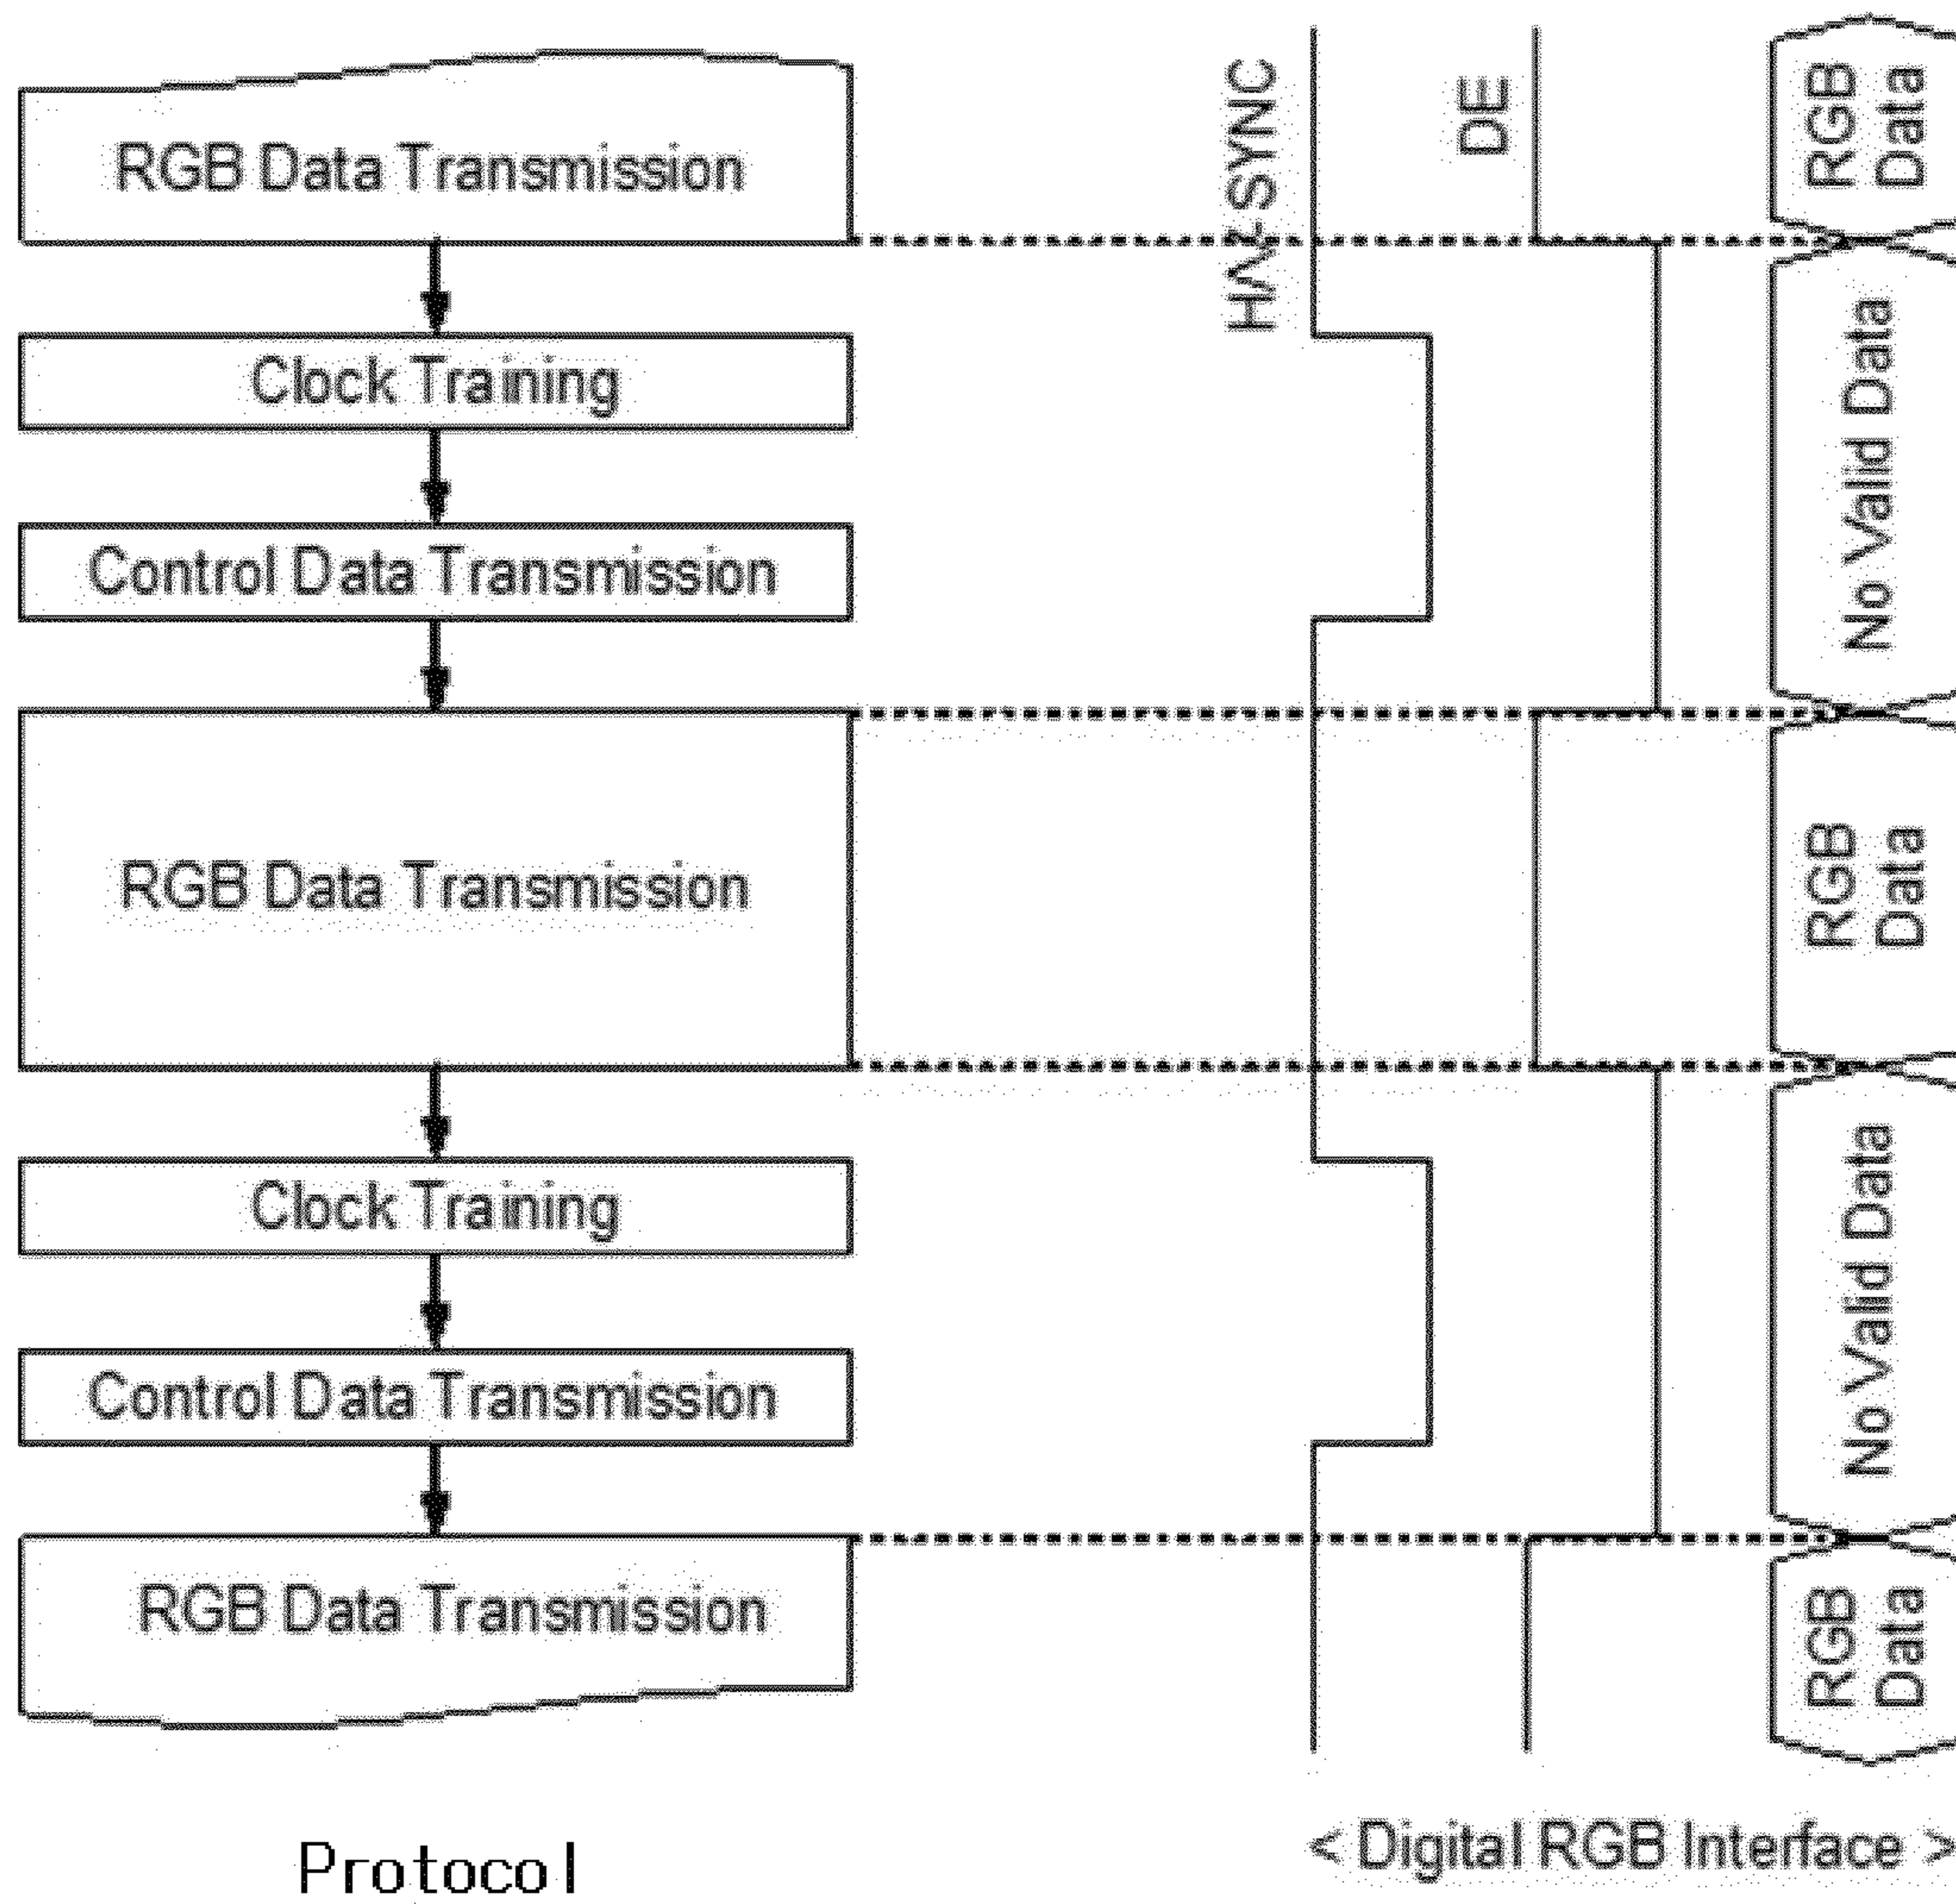 RGB Data Transmission
Clock Training
Control Data Transmission
RGB Data Transmission
Clock Training
Control Data Transmission
RGB Data Transmission
Protocol
H/V-SYNC
DE
RGB
Data
No Valid Data
RGB
Data
No Valid Data
RGB
Data
< Digital RGB Interface >